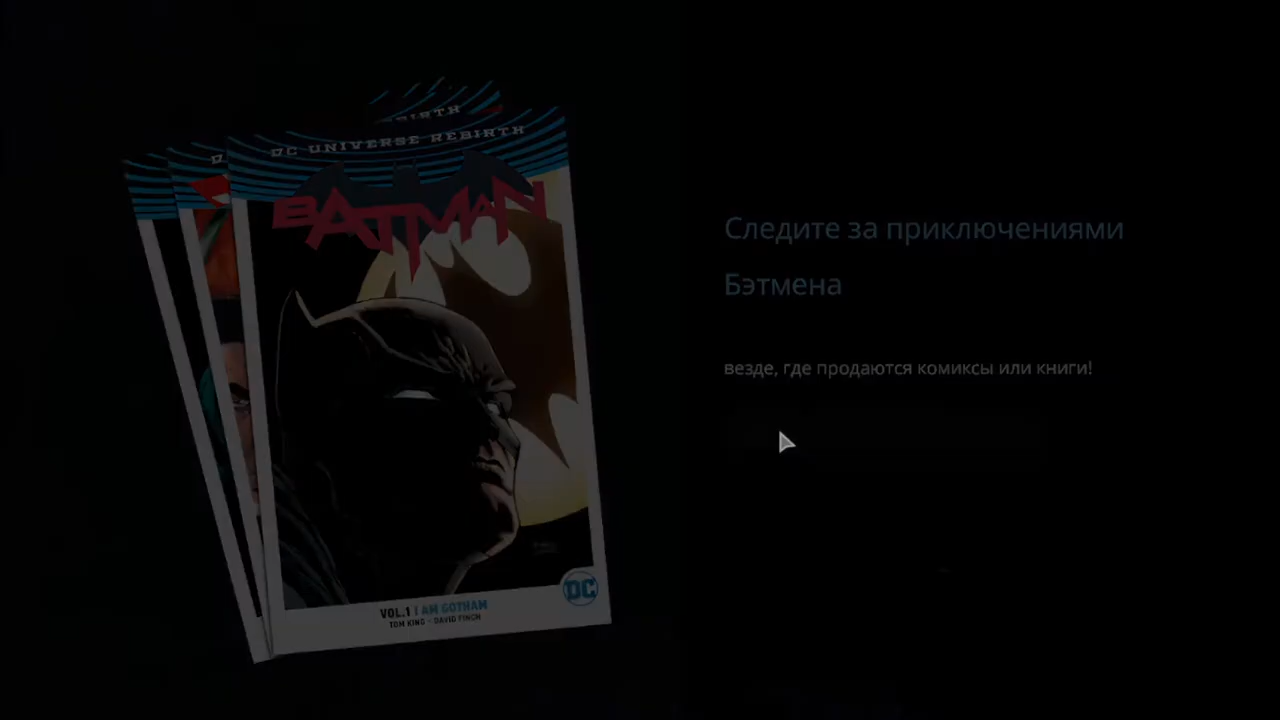 BIRTH
DC UNIVERSE REBIRTH
D
BATMAN
Следите за приключениями
Бэтмена
везде, где продаются комиксы или книги!
DC
VOL.1 I AM GOTHAM
TOM KING - DAVID FINCH